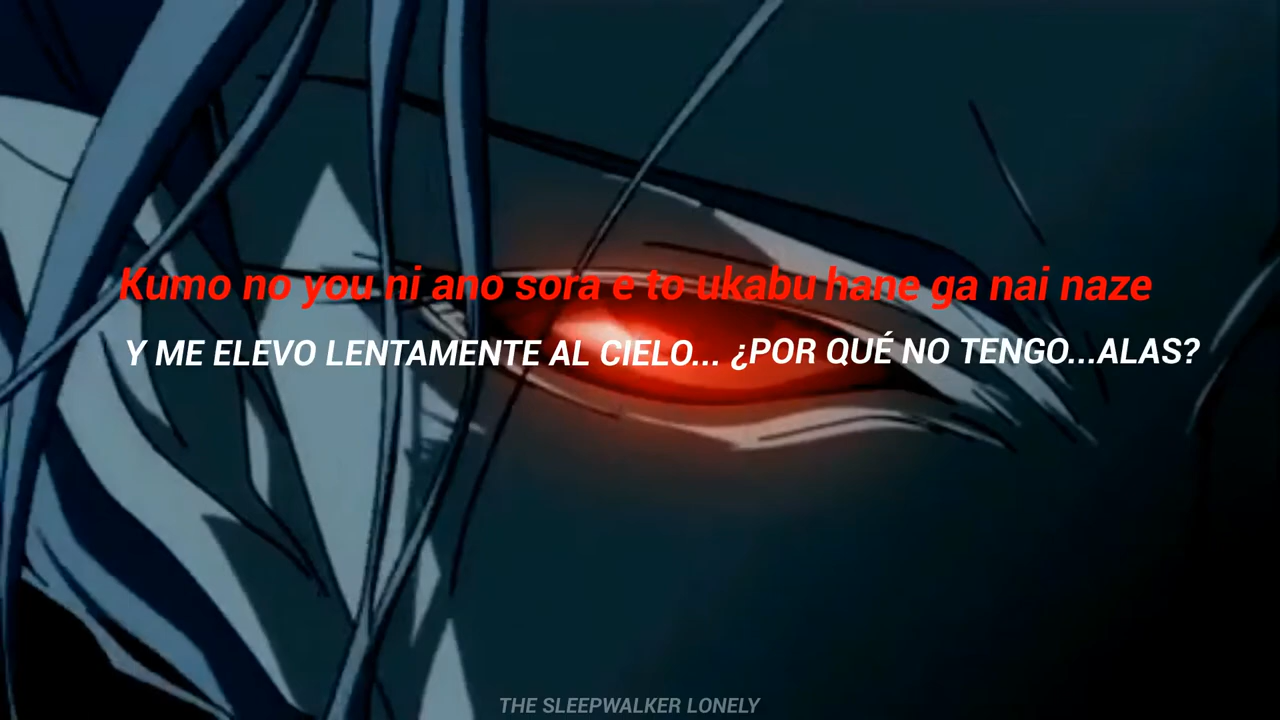 Kumo no you ni ano sora e to ukabu hane ga nai naze
Y ME ELEVO LENTAMENTE AL CIELO... ¿POR QUÉ NO TENGO...ALAS?
THE SLEEPWALKER LONELY